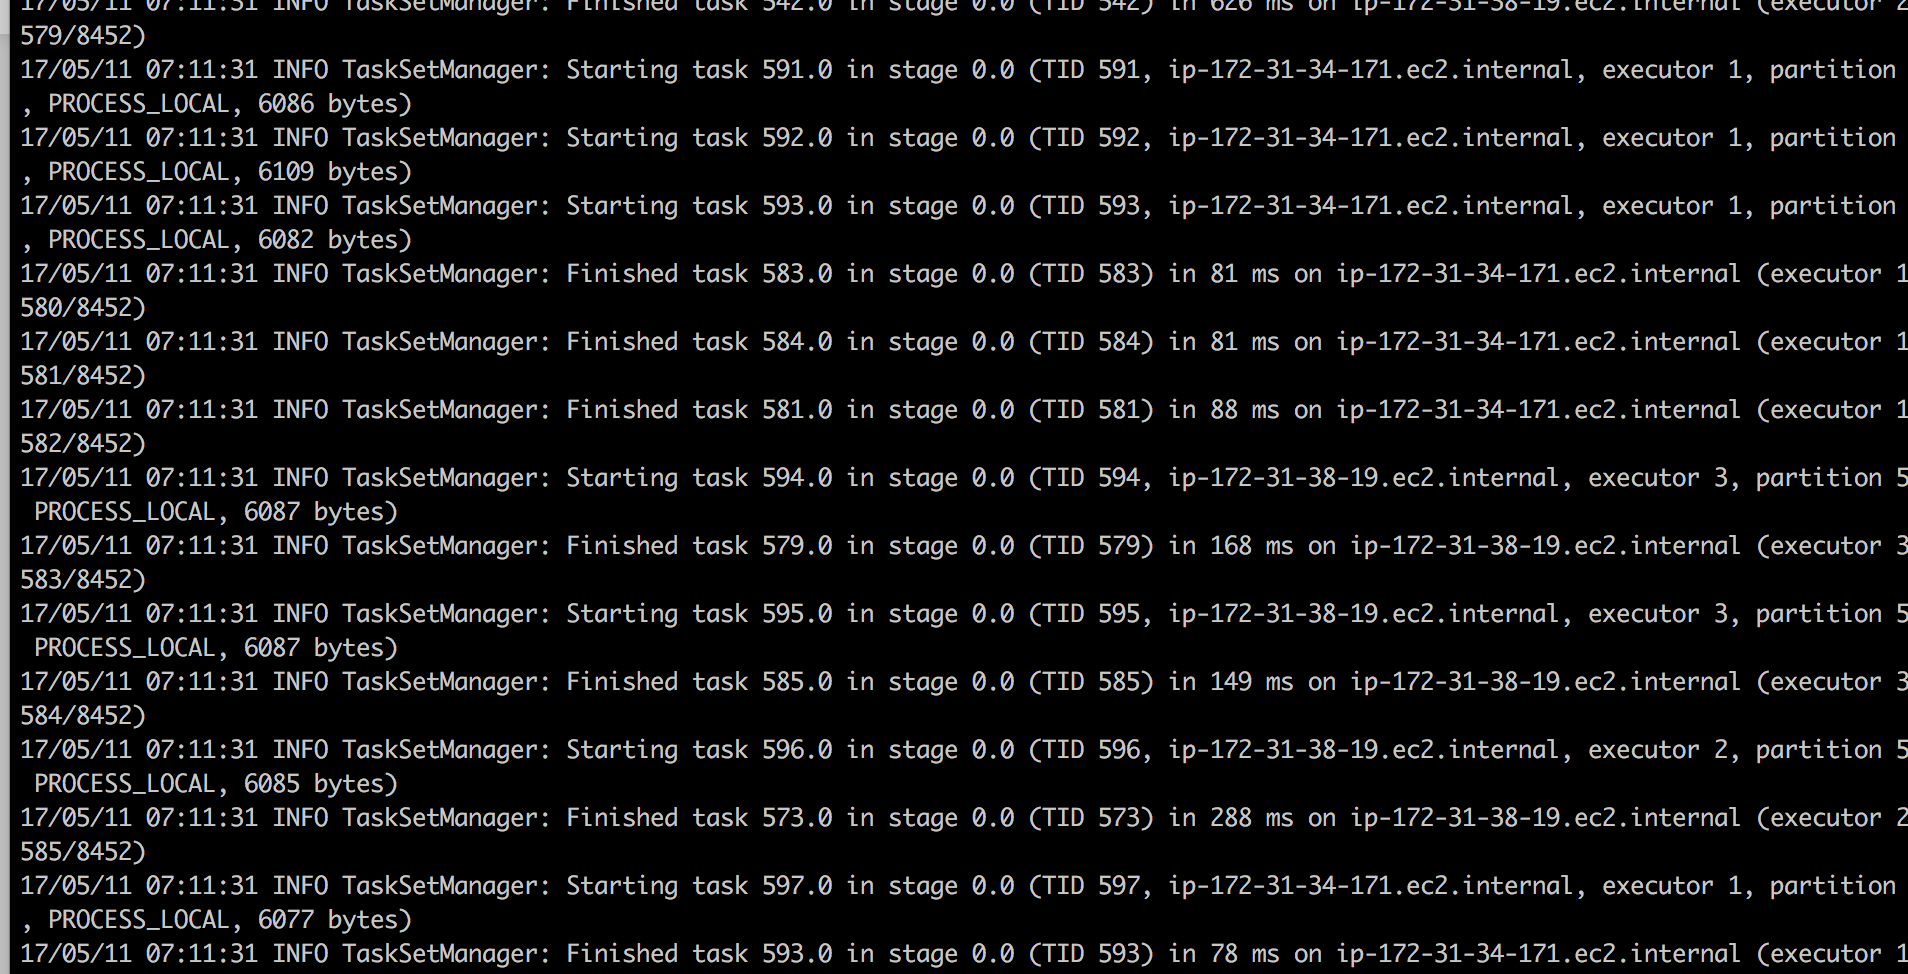 17/05/11 07:11:31 INFO TaskSetManager: Finished task 542.0 in stage 0.0 (TID 542) in 626 ms on ip-172-31-38-19.ec2.internal (executor 2
579/8452)
17/05/11 07:11:31 INFO TaskSetManager: Starting task 591.0 in stage 0.0 (TID 591, ip-172-31-34-171.ec2.internal, executor 1, partition
, PROCESS_LOCAL, 6086 bytes)
17/05/11 07:11:31 INFO TaskSetManager: Starting task 592.0 in stage 0.0 (TID 592, ip-172-31-34-171.ec2.internal, executor 1, partition
, PROCESS_LOCAL, 6109 bytes)
17/05/11 07:11:31 INFO TaskSetManager: Starting task 593.0 in stage 0.0 (TID 593, ip-172-31-34-171.ec2.internal, executor 1, partition
, PROCESS_LOCAL, 6082 bytes)
17/05/11 07:11:31 INFO TaskSetManager: Finished task 583.0 in stage 0.0 (TID 583) in 81 ms on ip-172-31-34-171.ec2.internal (executor 1
580/8452)
17/05/11 07:11:31 INFO TaskSetManager: Finished task 584.0 in stage 0.0 (TID 584) in 81 ms on ip-172-31-34-171.ec2.internal (executor 1
581/8452)
17/05/11 07:11:31 INFO TaskSetManager: Finished task 581.0 in stage 0.0 (TID 581) in 88 ms on ip-172-31-34-171.ec2.internal (executor 1
582/8452)
17/05/11 07:11:31 INFO TaskSetManager: Starting task 594.0 in stage 0.0 (TID 594, ip-172-31-38-19.ec2.internal, executor 3, partition 5
PROCESS_LOCAL, 6087 bytes)
17/05/11 07:11:31 INFO TaskSetManager: Finished task 579.0 in stage 0.0 (TID 579) in 168 ms on ip-172-31-38-19.ec2.internal (executor 3
583/8452)
17/05/11 07:11:31 INFO TaskSetManager: Starting task 595.0 in stage 0.0 (TID 595, ip-172-31-38-19.ec2.internal, executor 3, partition 5
PROCESS_LOCAL, 6087 bytes)
17/05/11 07:11:31 INFO TaskSetManager: Finished task 585.0 in stage 0.0 (TID 585) in 149 ms on ip-172-31-38-19.ec2.internal (executor 3
584/8452)
17/05/11 07:11:31 INFO TaskSetManager: Starting task 596.0 in stage 0.0 (TID 596, ip-172-31-38-19.ec2.internal, executor 2, partition 5
PROCESS_LOCAL, 6085 bytes)
17/05/11 07:11:31 INFO TaskSetManager: Finished task 573.0 in stage 0.0 (TID 573) in 288 ms on ip-172-31-38-19.ec2.internal (executor 2
585/8452)
17/05/11 07:11:31 INFO TaskSetManager: Starting task 597.0 in stage 0.0 (TID 597, ip-172-31-34-171.ec2.internal, executor 1, partition
, PROCESS_LOCAL, 6077 bytes)
17/05/11 07:11:31 INFO TaskSetManager: Finished task 593.0 in stage 0.0 (TID 593) in 78 ms on ip-172-31-34-171.ec2.internal (executor 1